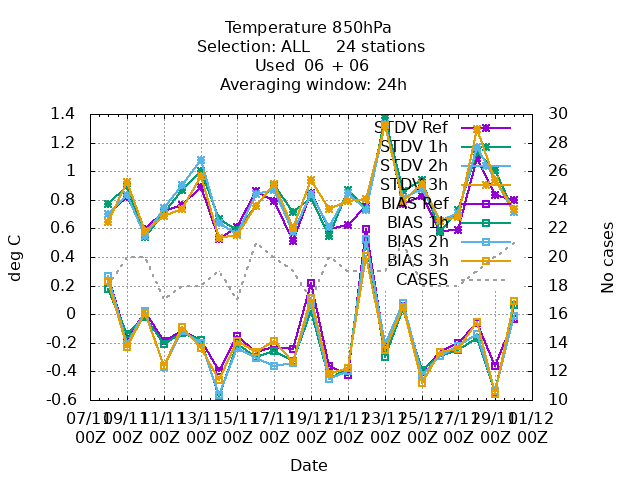 Temperature 850hPa
Selection: ALL 24 stations
Used 06 + 06
Averaging window: 24h
1.4
1.2
1
0.8
0.6
0.4
0.2
0
-0.2
-0.4
-0.6
deg C
30
28
26
24
22
20
18
16
14
12
10
No cases
STDV Ref
STDV 1h
STDV 2h
STDV 3h
BIAS Ref
BIAS 1h
BIAS 2h
BIAS 3h
CASES
07/11 09/11 11/11 13/11 15/11 17/11 19/11 21/11 23/11 25/11 27/11 29/11 01/12
00Z 00Z 00Z 00Z 00Z 00Z 00Z 00Z 00Z 00Z 00Z 00Z 00Z
Date